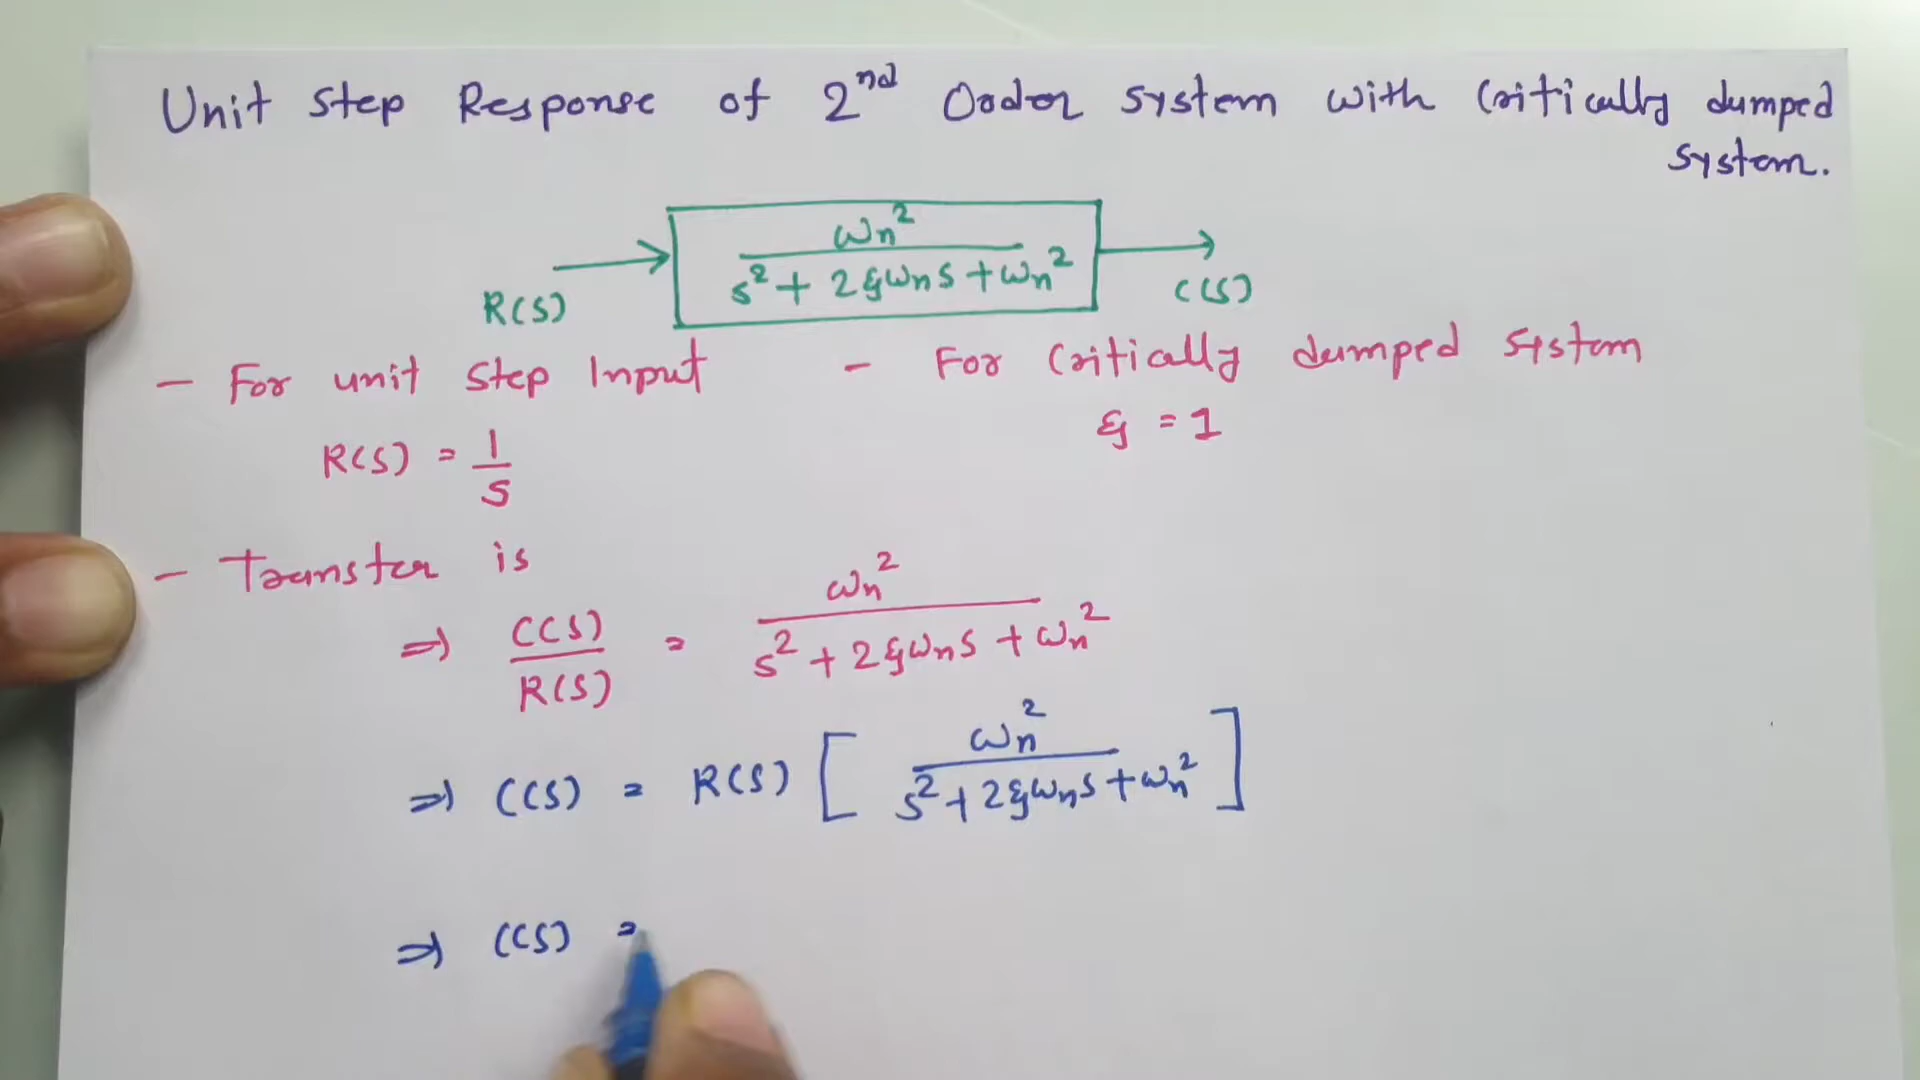 Unit Step Response of 2nd Oodor System with Critically dumped
System.
ωn²
R(S) s² + 2ξωns + ωn² C(S)
- For unit Step Input - For Critically dumped System
ξ = 1
R(S) = 1/S
- Transter is
⇒ C(S)/R(S) = ωn²/(s² + 2ξωns + ωn²)
⇒ C(S) = R(S) [ωn²/(s² + 2ξωns + ωn²)]
⇒ C(S) =